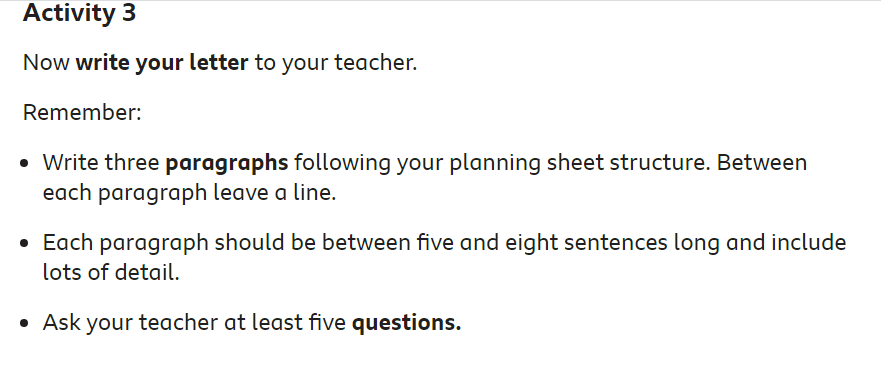 Activity 3
Now write your letter to your teacher.
Remember:
• Write three paragraphs following your planning sheet structure. Between
each paragraph leave a line.
• Each paragraph should be between five and eight sentences long and include
lots of detail.
• Ask your teacher at least five questions.